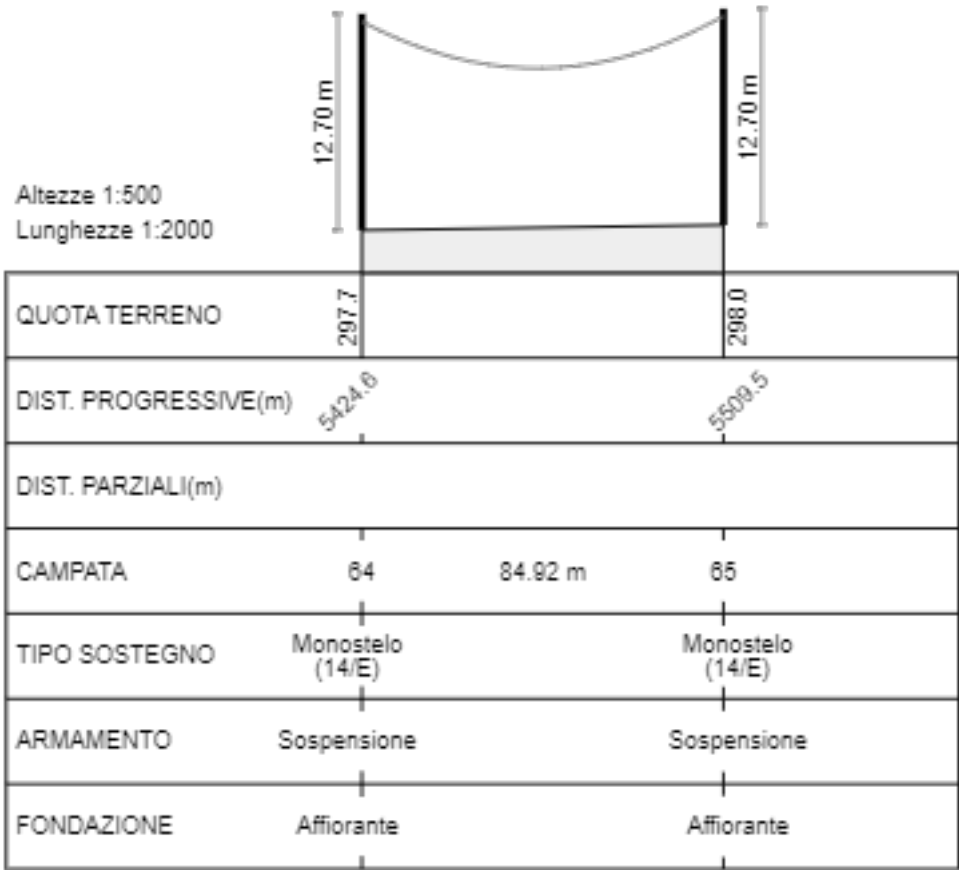 12.70 m
12.70 m
Altezze 1:500
Lunghezze 1:2000
QUOTA TERRENO 297.7 298.0
DIST. PROGRESSIVE(m) 5424.6 5509.5
DIST. PARZIALI(m)
CAMPATA 64 84.92 m 65
TIPO SOSTEGNO Monostelo Monostelo
(14/E) (14/E)
ARMAMENTO Sospensione Sospensione
FONDAZIONE Affiorante Affiorante